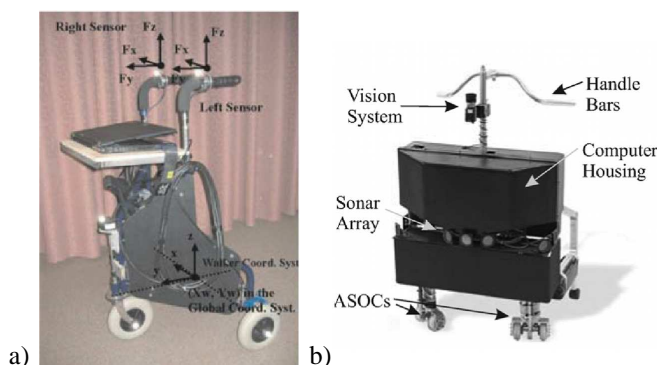 Right Sensor
Fz
Fz
Fx
Fx
Fy
Fy
Left Sensor
z
x
y
Walker Coord. Syst
(Xw, Yw) in the
Global Coord. Syst.
a)
Vision
System
Handle
Bars
Computer
Housing
Sonar
Array
ASOCs
b)